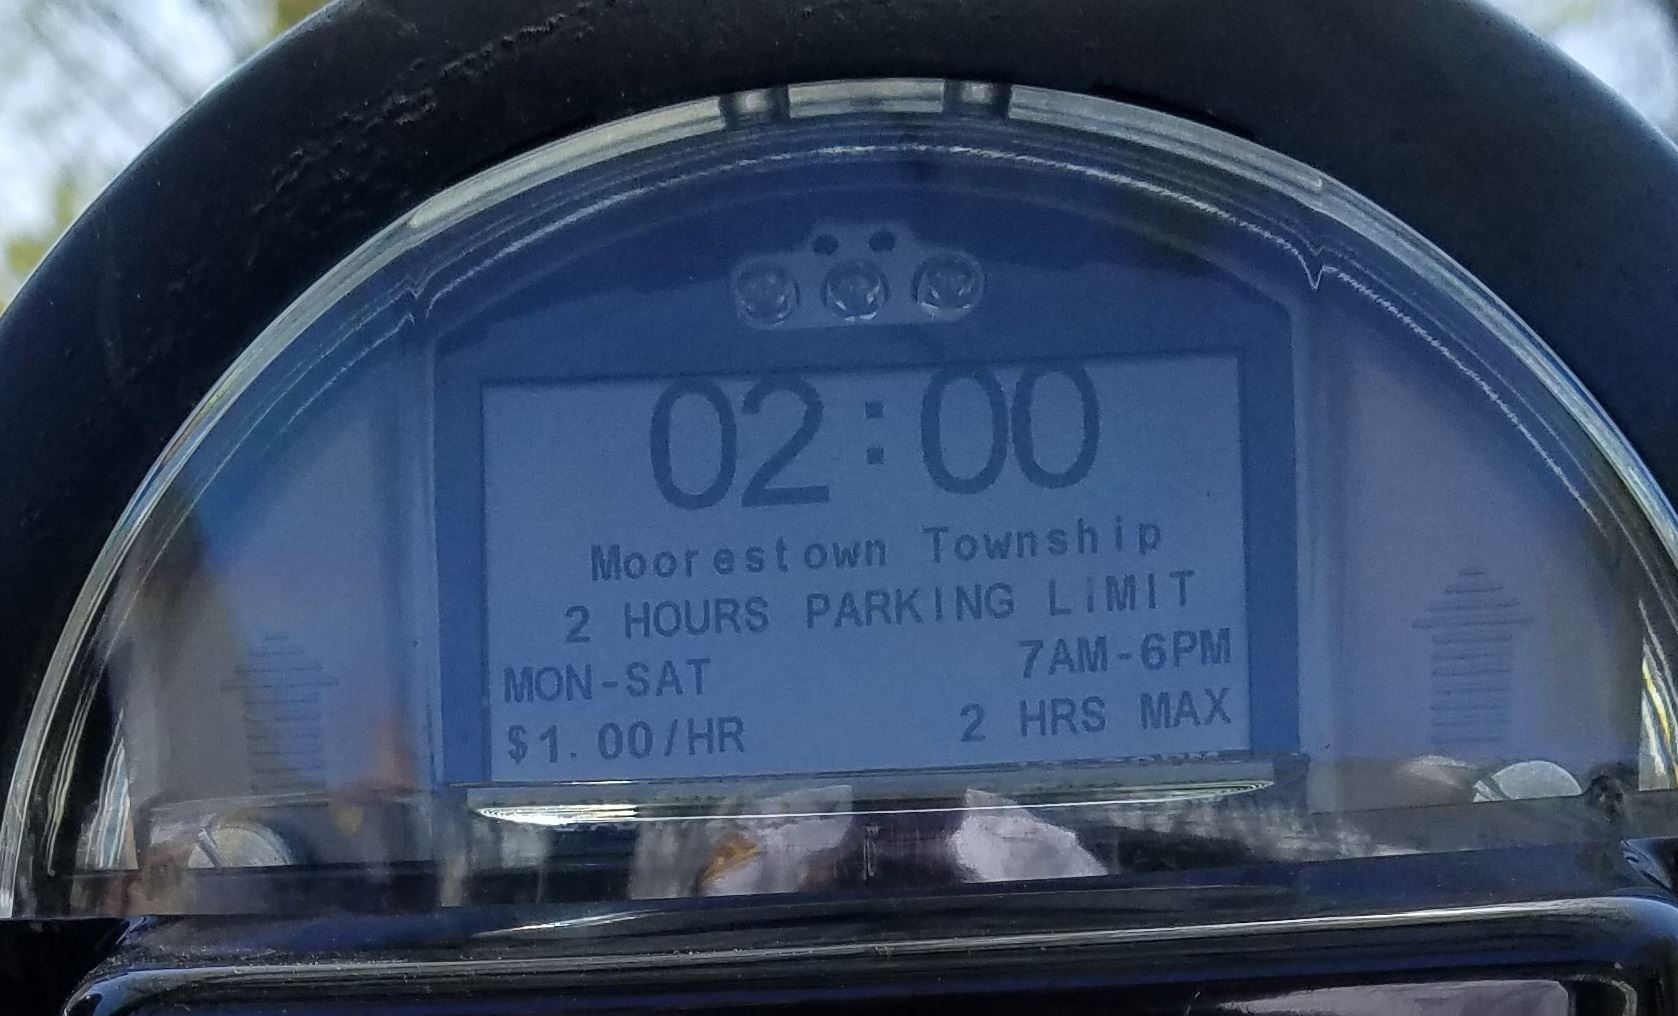 02:00
Moorestown Township
2 HOURS PARKING LIMIT
MON-SAT 7AM-6PM
$1.00/HR 2 HRS MAX